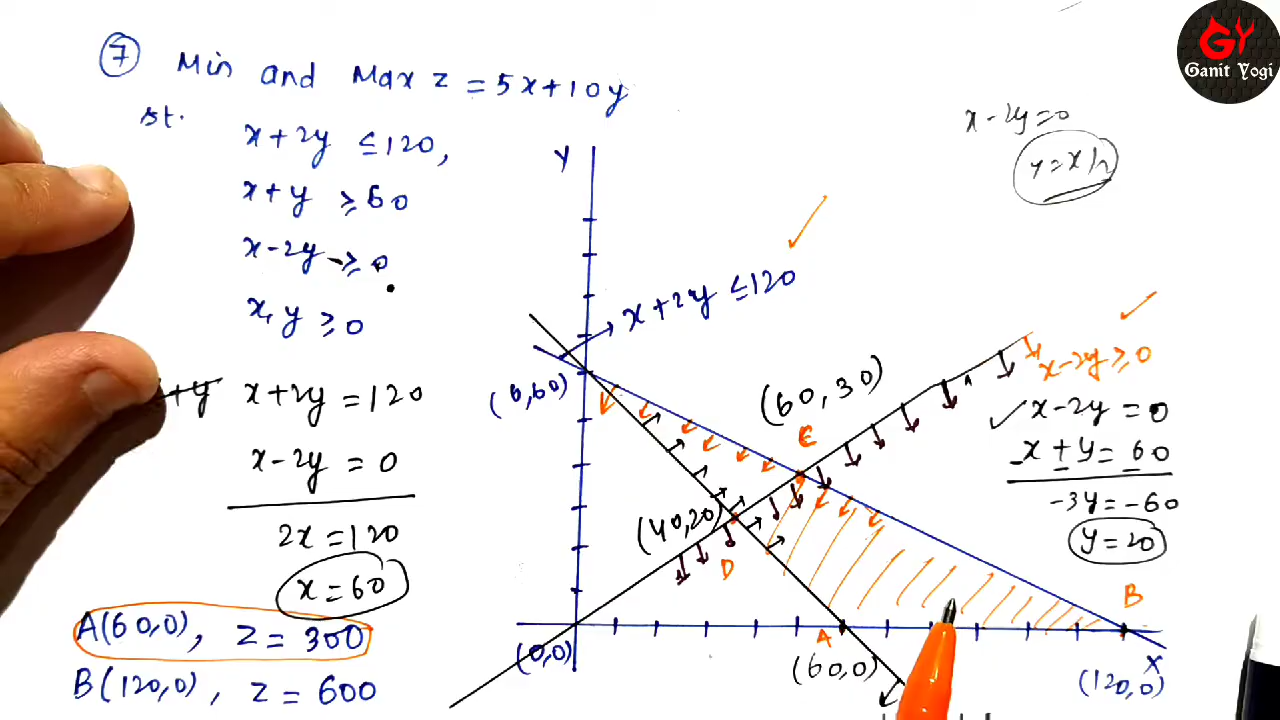 GY
Ganit Yogi
7 Min and Max z = 5x+10y
st.
x+2y ≤ 120,
x+y ≥ 60
x-2y ≥ 0
x, y ≥ 0
x-2y=0
y=x/2
Y
x+2y ≤ 120
(0,60)
(60,30)
x-2y ≥ 0
+y x+2y = 120
x-2y = 0
2x = 120
x = 60
x-2y = 0
x+y = 60
-3y = -60
y = 20
(40,20)
D
A
B
(0,0)
(60,0)
(120,0)
X
A(60,0), z = 300
B(120,0), z = 600